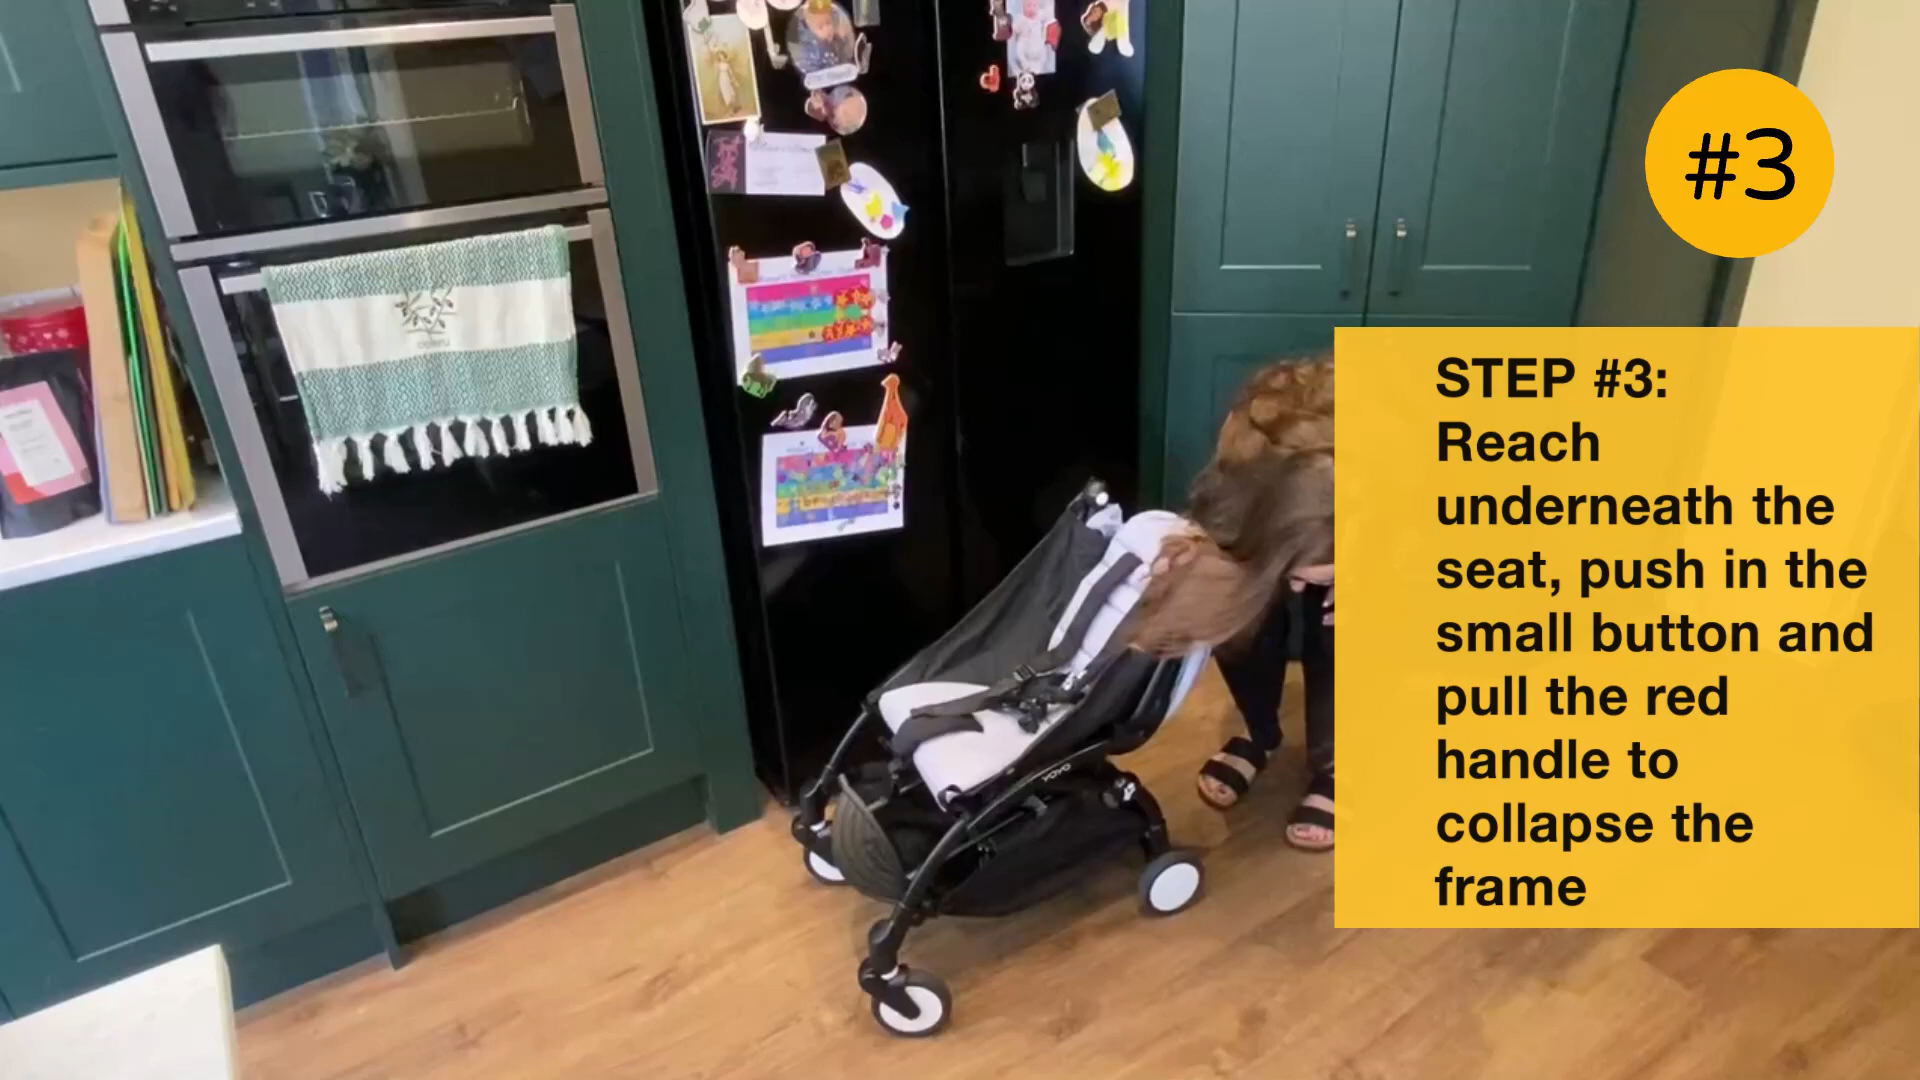 #3
STEP #3:
Reach
underneath the
seat, push in the
small button and
pull the red
handle to
collapse the
frame
YOYO